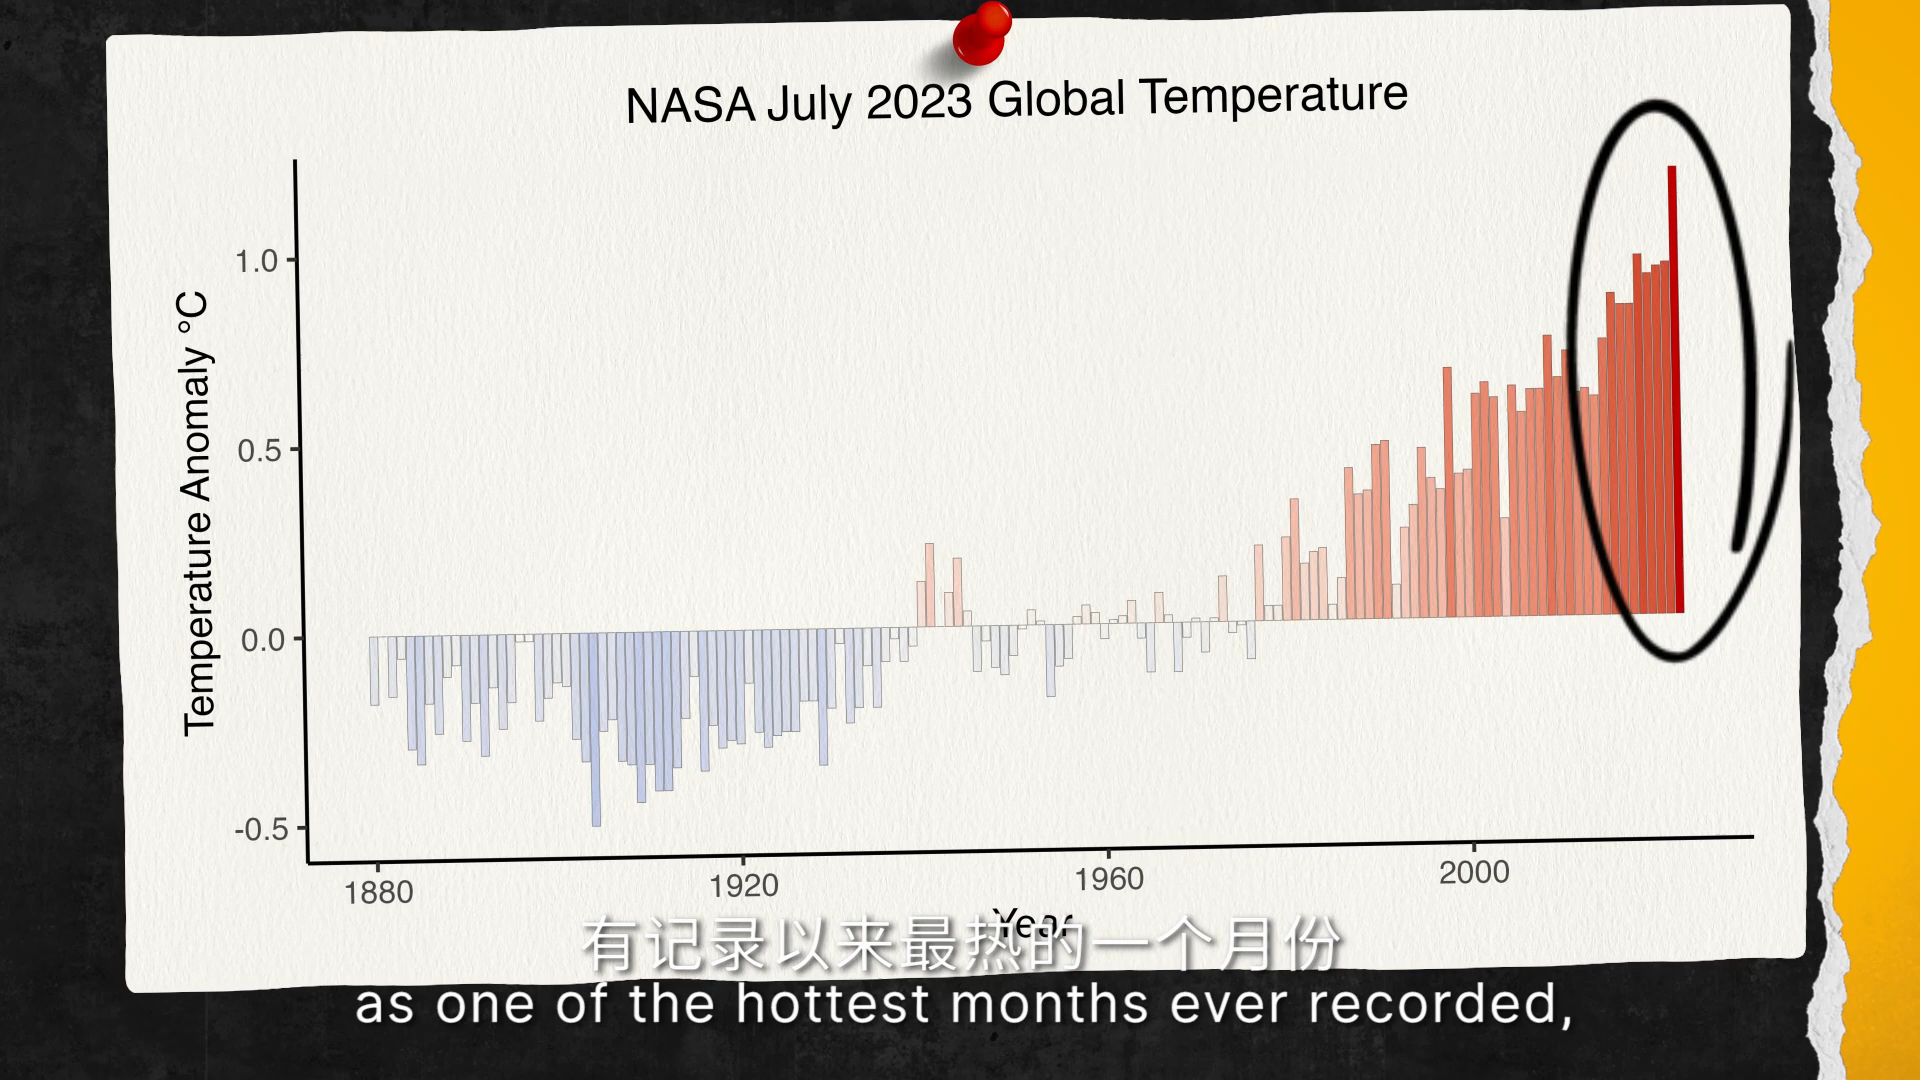 NASA July 2023 Global Temperature
Temperature Anomaly °C
1.0
0.5
0.0
-0.5
1880
1920
1960
2000
Year
有记录以来最热的一个月份
as one of the hottest months ever recorded,